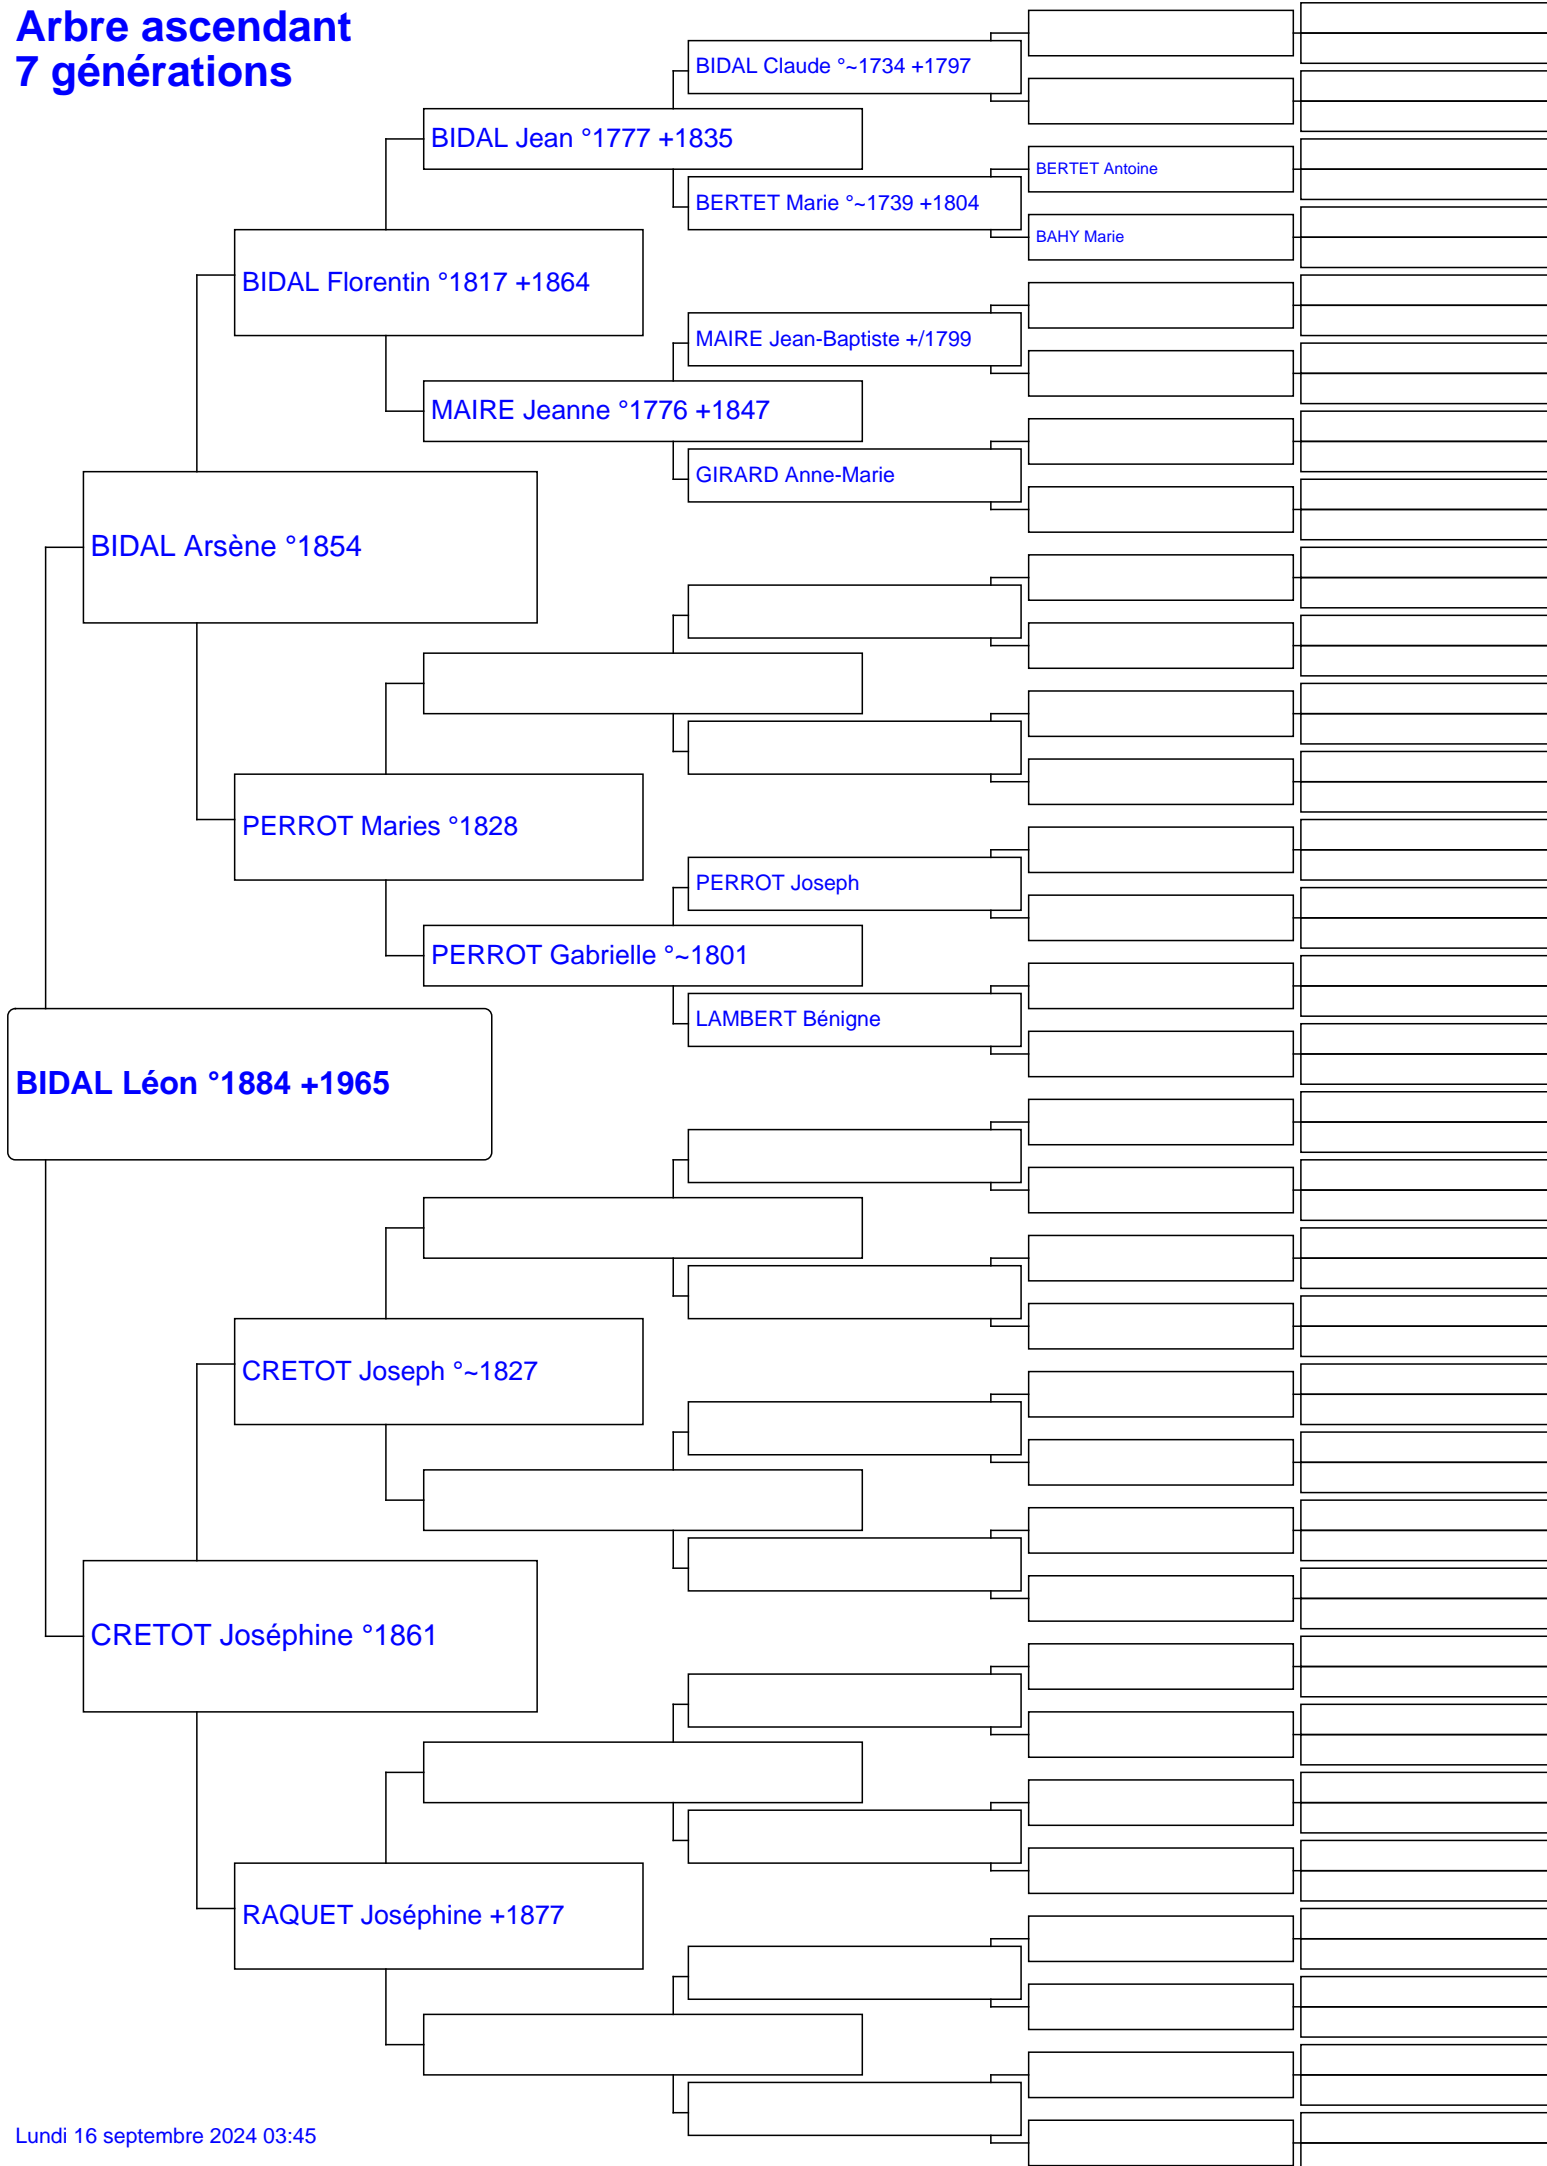 Arbre ascendant
7 générations
BIDAL Claude °~1734 +1797
BIDAL Jean °1777 +1835
BERTET Antoine
BERTET Marie °~1739 +1804
BAHY Marie
BIDAL Florentin °1817 +1864
MAIRE Jean-Baptiste +/1799
MAIRE Jeanne °1776 +1847
GIRARD Anne-Marie
BIDAL Arsène °1854
PERROT Maries °1828
PERROT Joseph
PERROT Gabrielle °~1801
LAMBERT Bénigne
BIDAL Léon °1884 +1965
CRETOT Joseph °~1827
CRETOT Joséphine °1861
RAQUET Joséphine +1877
Lundi 16 septembre 2024 03:45